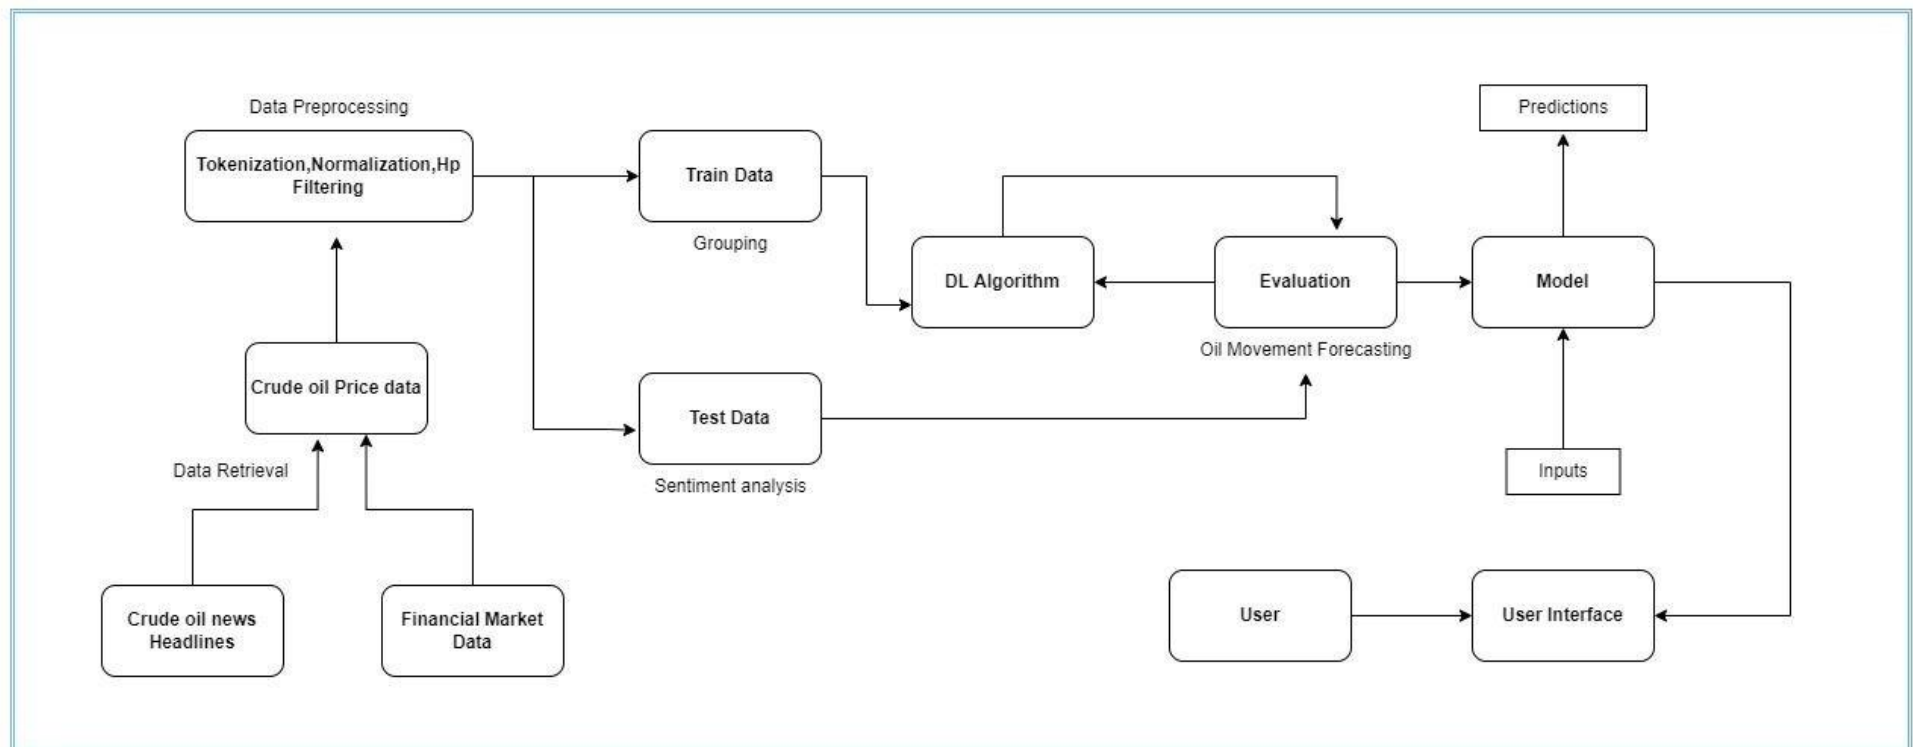 Data Preprocessing
Tokenization,Normalization,Hp
Filtering
Train Data
Grouping
DL Algorithm
Evaluation
Oil Movement Forecasting
Model
Predictions
Inputs
Crude oil Price data
Data Retrieval
Test Data
Sentiment analysis
Crude oil news
Headlines
Financial Market
Data
User
User Interface